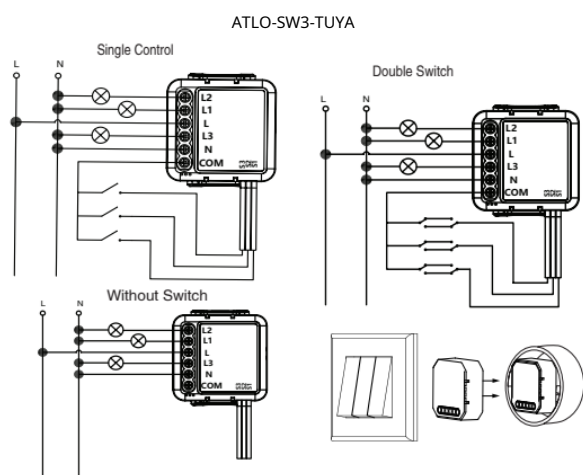 ATLO-SW3-TUYA
Single Control
L N
L2
L1
L
L3
N
COM
Double Switch
L N
L2
L1
L
L3
N
COM
Without Switch
L N
L2
L1
L
L3
N
COM